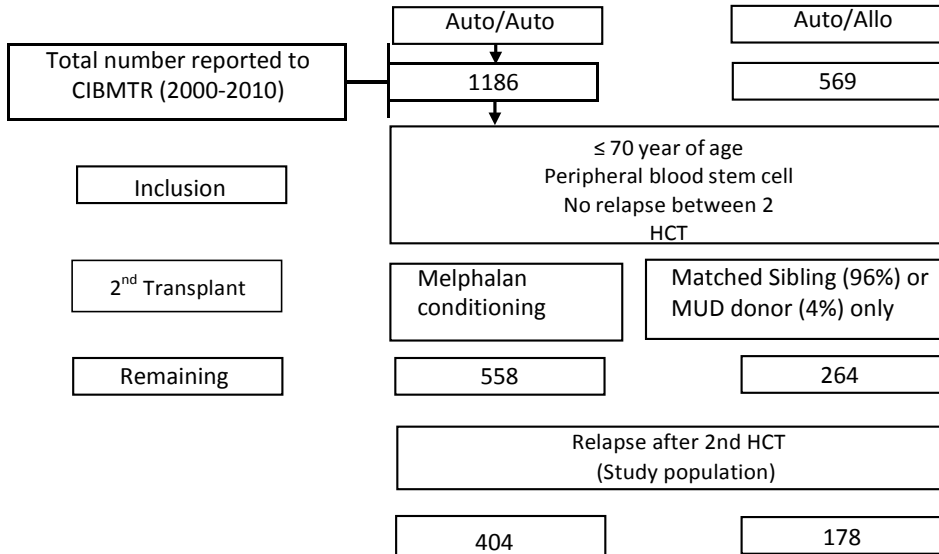 Auto/Auto
Auto/Allo
Total number reported to
CIBMTR (2000-2010)
1186
569
Inclusion
≤ 70 year of age
Peripheral blood stem cell
No relapse between 2
HCT
2nd Transplant
Melphalan
conditioning
Matched Sibling (96%) or
MUD donor (4%) only
Remaining
558
264
Relapse after 2nd HCT
(Study population)
404
178